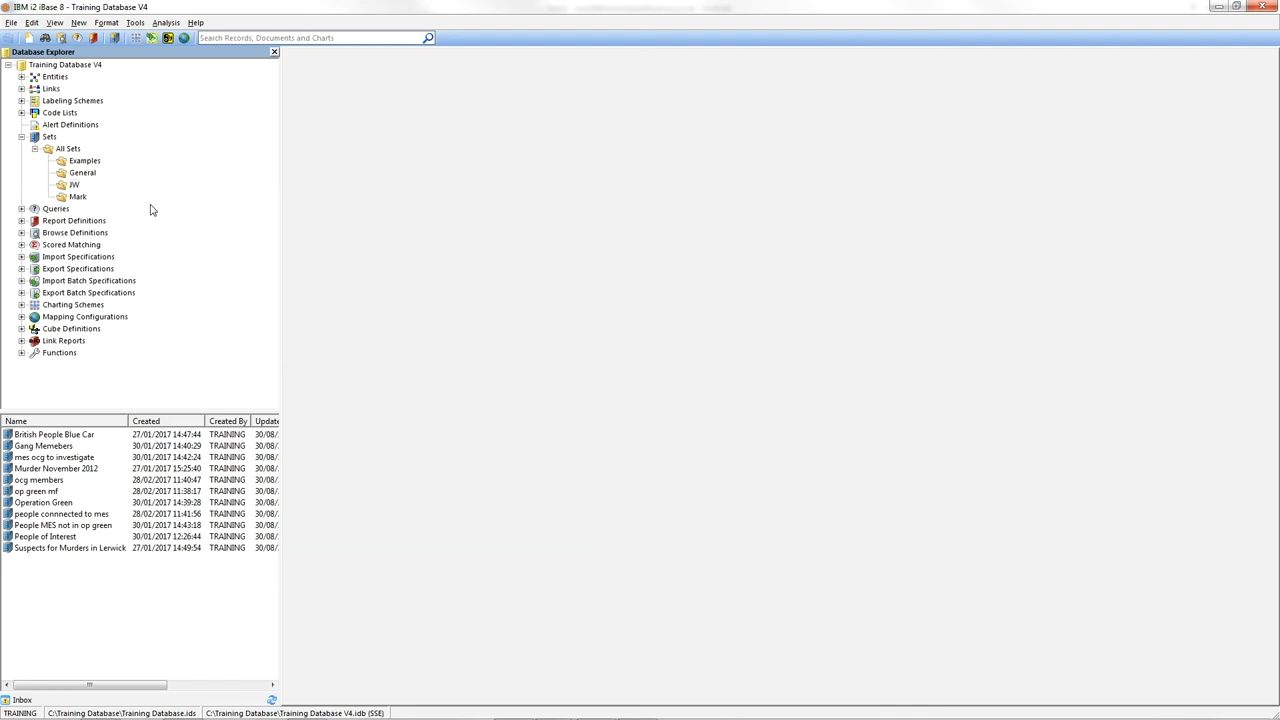 IBM i2 iBase 8 - Training Database V4
File Edit View New Format Tools Analysis Help
Search Records, Documents and Charts
Database Explorer
Training Database V4
Entities
Links
Labeling Schemes
Code Lists
Alert Definitions
Sets
All Sets
Examples
General
JW
Mark
Queries
Report Definitions
Browse Definitions
Scored Matching
Import Specifications
Export Specifications
Import Batch Specifications
Export Batch Specifications
Charting Schemes
Mapping Configurations
Cube Definitions
Link Reports
Functions
Name Created Created By Update
British People Blue Car 27/01/2017 14:47:44 TRAINING 30/08/
Gang Memebers 30/01/2017 14:40:29 TRAINING 30/08/
mes ocg to investigate 30/01/2017 14:42:24 TRAINING 30/08/
Murder November 2012 27/01/2017 15:25:40 TRAINING 30/08/
ocg members 28/02/2017 11:40:47 TRAINING 30/08/
op green mf 28/02/2017 11:38:17 TRAINING 30/08/
Operation Green 30/01/2017 14:39:28 TRAINING 30/08/
people connnected to mes 28/02/2017 11:41:56 TRAINING 30/08/
People MES not in op green 30/01/2017 14:43:18 TRAINING 30/08/
People of Interest 30/01/2017 12:26:44 TRAINING 30/08/
Suspects for Murders in Lerwick 27/01/2017 14:49:54 TRAINING 30/08/
Inbox
TRAINING C:\Training Database\Training Database.ids C:\Training Database\Training Database V4.idb (SSE)